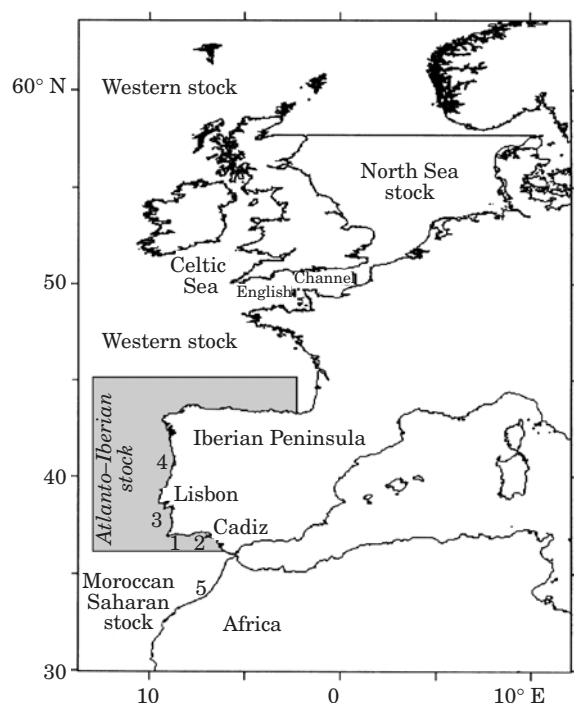 60° N
Western stock
North Sea
stock
Celtic
Sea
Channel
English
50
Western stock
Atlanto–Iberian
stock
Iberian Peninsula
4
40
Lisbon
3
Cadiz
1
2
Moroccan
Saharan
stock
5
Africa
30
10
0
10° E